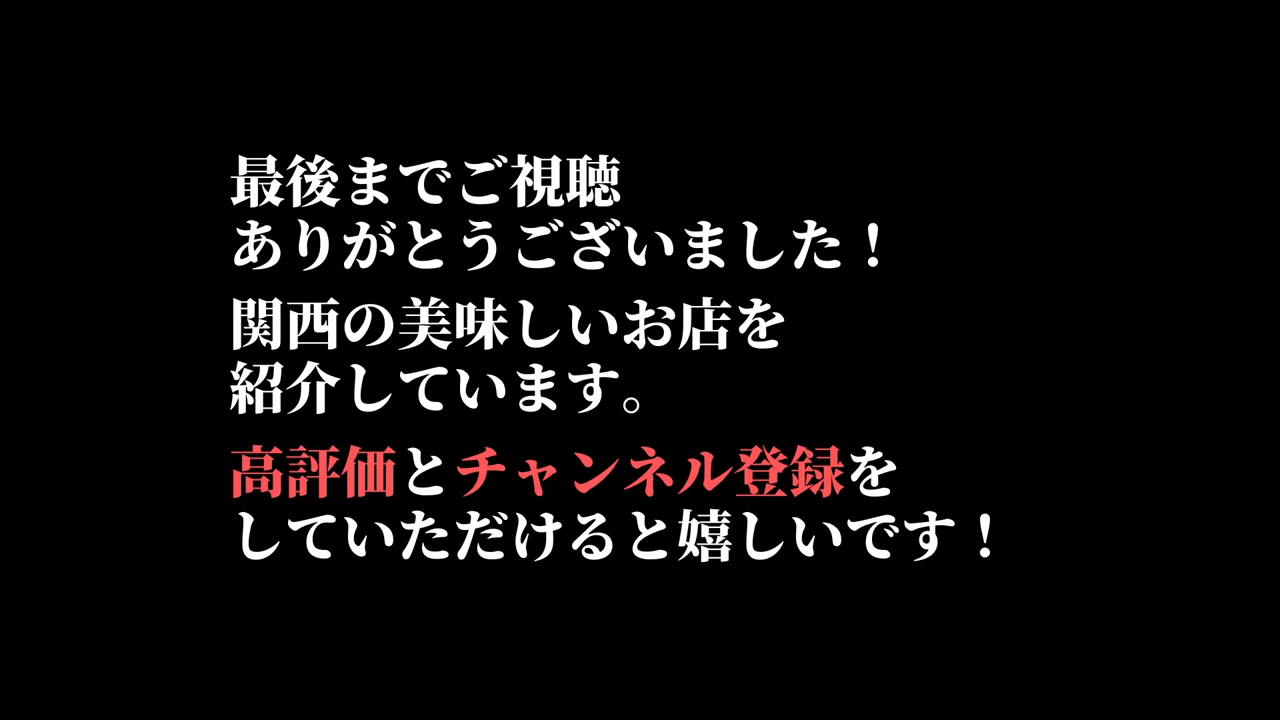 最後までご視聴
ありがとうございました！
関西の美味しいお店を
紹介しています。
高評価とチャンネル登録を
していただけると嬉しいです！